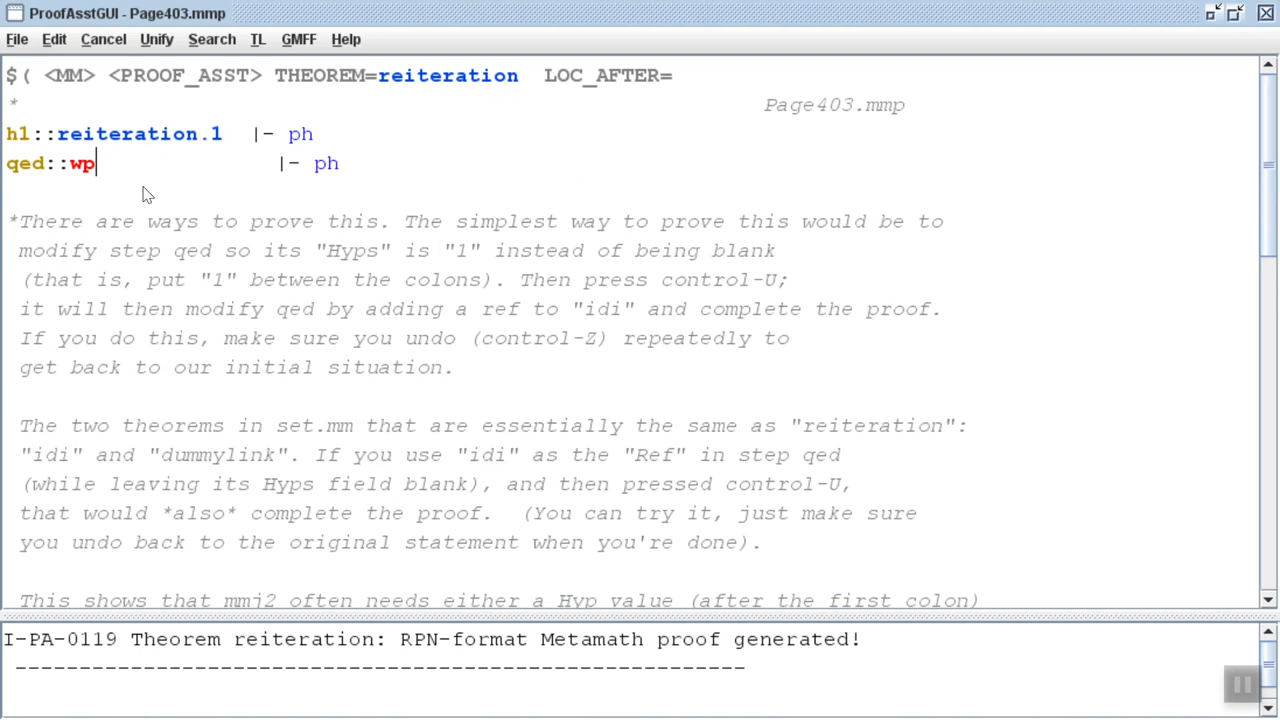 ProofAsstGUI - Page403.mmp
File Edit Cancel Unify Search TL GMFF Help
$( <MM> <PROOF_ASST> THEOREM=reiteration  LOC_AFTER=
* Page403.mmp
h1::reiteration.1  |- ph
qed::wp |- ph
*There are ways to prove this. The simplest way to prove this would be to
modify step qed so its "Hyps" is "1" instead of being blank
(that is, put "1" between the colons). Then press control-U;
it will then modify qed by adding a ref to "idi" and complete the proof.
If you do this, make sure you undo (control-Z) repeatedly to
get back to our initial situation.
The two theorems in set.mm that are essentially the same as "reiteration":
"idi" and "dummylink". If you use "idi" as the "Ref" in step qed
(while leaving its Hyps field blank), and then pressed control-U,
that would *also* complete the proof.  (You can try it, just make sure
you undo back to the original statement when you're done).
This shows that mmj2 often needs either a Hyp value (after the first colon)
I-PA-0119 Theorem reiteration: RPN-format Metamath proof generated!
---------------------------------------------------------